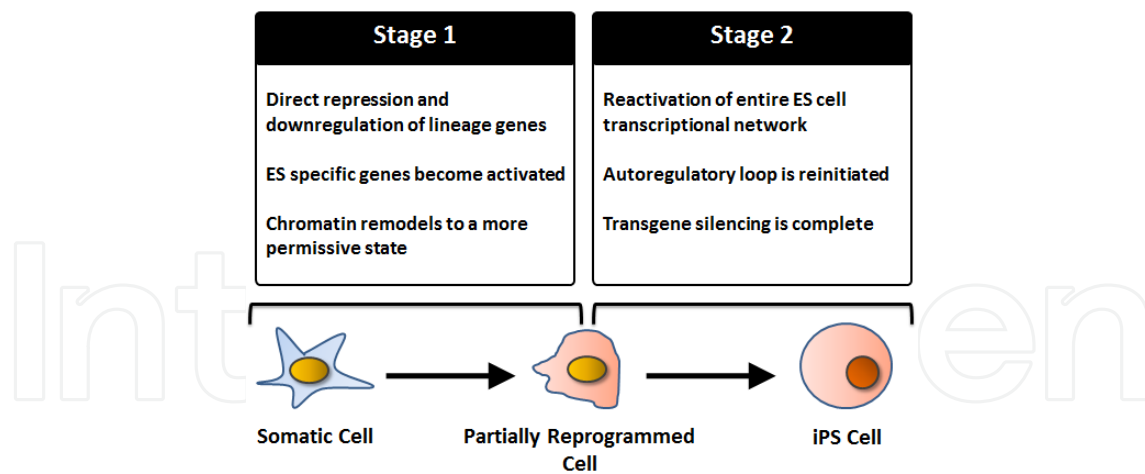 Stage 1
Direct repression and
downregulation of lineage genes
ES specific genes become activated
Chromatin remodels to a more
permissive state
Stage 2
Reactivation of entire ES cell
transcriptional network
Autoregulatory loop is reinitiated
Transgene silencing is complete
Somatic Cell
Partially Reprogrammed
Cell
iPS Cell
Int
en